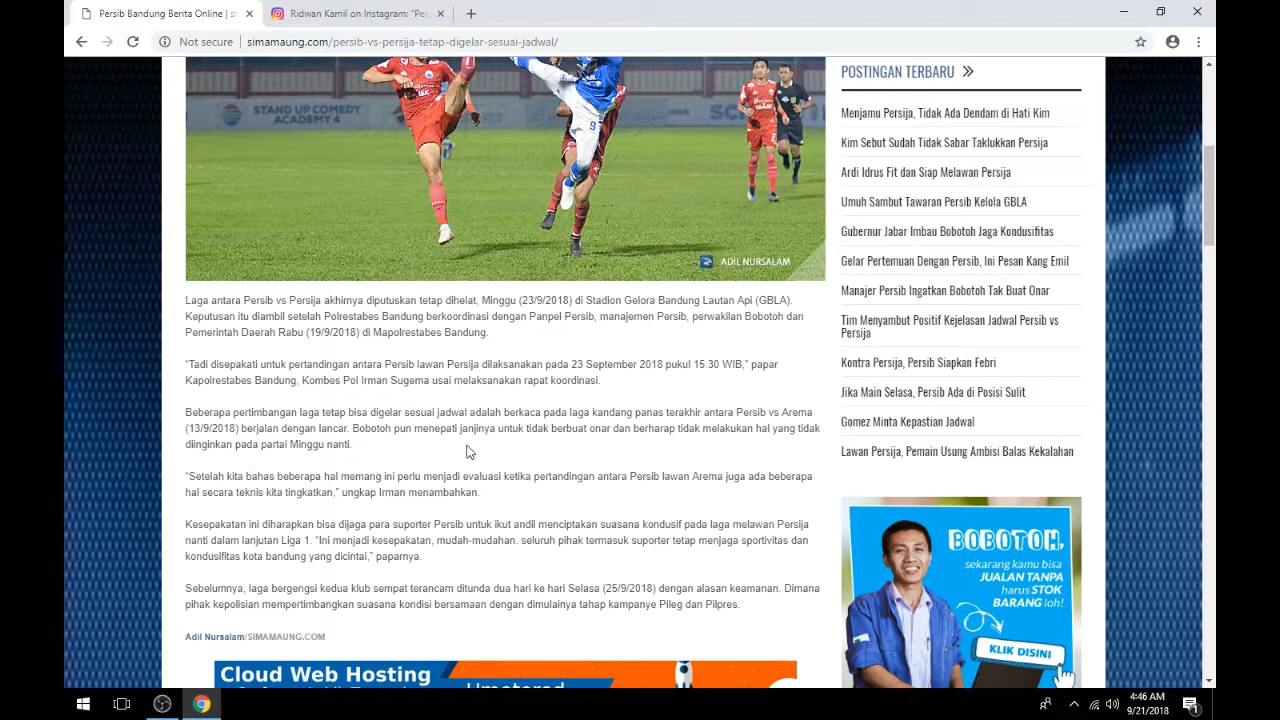 Persib Bandung Berita Online | si
Ridwan Kamil on Instagram: "Per
Not secure
simamaung.com/persib-vs-persija-tetap-digelar-sesuai-jadwal/
STAND UP COMEDY
ACADEMY 4
9
ADIL NURSALAM
Laga antara Persib vs Persija akhirnya diputuskan tetap dihelat, Minggu (23/9/2018) di Stadion Gelora Bandung Lautan Api (GBLA).
Keputusan itu diambil setelah Polrestabes Bandung berkoordinasi dengan Panpel Persib, manajemen Persib, perwakilan Bobotoh dan
Pemerintah Daerah Rabu (19/9/2018) di Mapolrestabes Bandung.
"Tadi disepakati untuk pertandingan antara Persib lawan Persija dilaksanakan pada 23 September 2018 pukul 15.30 WIB," papar
Kapolrestabes Bandung, Kombes Pol Irman Sugema usai melaksanakan rapat koordinasi.
Beberapa pertimbangan laga tetap bisa digelar sesuai jadwal adalah berkaca pada laga kandang panas terakhir antara Persib vs Arema
(13/9/2018) berjalan dengan lancar. Bobotoh pun menepati janjinya untuk tidak berbuat onar dan berharap tidak melakukan hal yang tidak
diinginkan pada partai Minggu nanti.
"Setelah kita bahas beberapa hal memang ini perlu menjadi evaluasi ketika pertandingan antara Persib lawan Arema juga ada beberapa
hal secara teknis kita tingkatkan," ungkap Irman menambahkan.
Kesepakatan ini diharapkan bisa dijaga para suporter Persib untuk ikut andil menciptakan suasana kondusif pada laga melawan Persija
nanti dalam lanjutan Liga 1. "Ini menjadi kesepakatan, mudah-mudahan. seluruh pihak termasuk suporter tetap menjaga sportivitas dan
kondusifitas kota bandung yang dicintai," paparnya.
Sebelumnya, laga bergengsi kedua klub sempat terancam ditunda dua hari ke hari Selasa (25/9/2018) dengan alasan keamanan. Dimana
pihak kepolisian mempertimbangkan suasana kondisi bersamaan dengan dimulainya tahap kampanye Pileg dan Pilpres.
Adil Nursalam/SIMAMAUNG.COM
Cloud Web Hosting
POSTINGAN TERBARU
Menjamu Persija, Tidak Ada Dendam di Hati Kim
Kim Sebut Sudah Tidak Sabar Taklukkan Persija
Ardi Idrus Fit dan Siap Melawan Persija
Umuh Sambut Tawaran Persib Kelola GBLA
Gubernur Jabar Imbau Bobotoh Jaga Kondusifitas
Gelar Pertemuan Dengan Persib, Ini Pesan Kang Emil
Manajer Persib Ingatkan Bobotoh Tak Buat Onar
Tim Menyambut Positif Kejelasan Jadwal Persib vs
Persija
Kontra Persija, Persib Siapkan Febri
Jika Main Selasa, Persib Ada di Posisi Sulit
Gomez Minta Kepastian Jadwal
Lawan Persija, Pemain Usung Ambisi Balas Kekalahan
BOBOTOH,
sekarang kamu bisa
JUALAN TANPA
harus STOK
BARANG loh!
KLIK DISINI
4:46 AM
9/21/2018
1